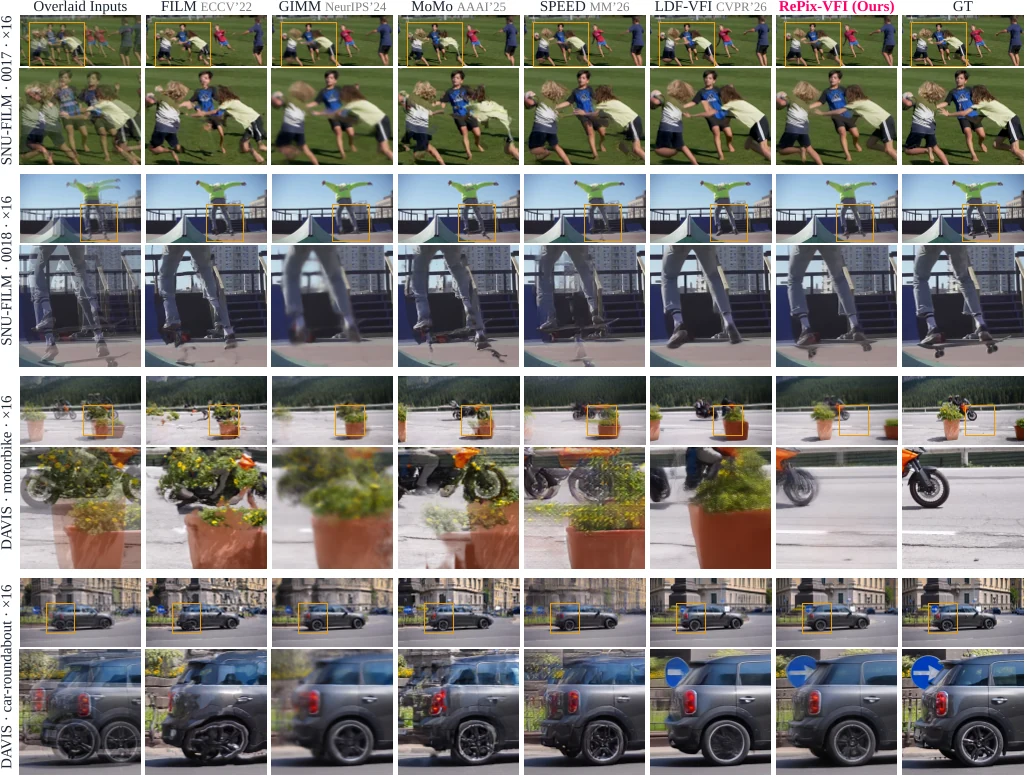 Overlaid Inputs FILM ECCV'22 GIMM NeurIPS'24 MoMo AAAI'25 SPEED MM'26 LDF-VFI CVPR'26 RePix-VFI (Ours) GT
SNU-FILM · 0017 · ×16
SNU-FILM · 0018 · ×16
DAVIS · motorbike · ×16
DAVIS · car-roundabout · ×16